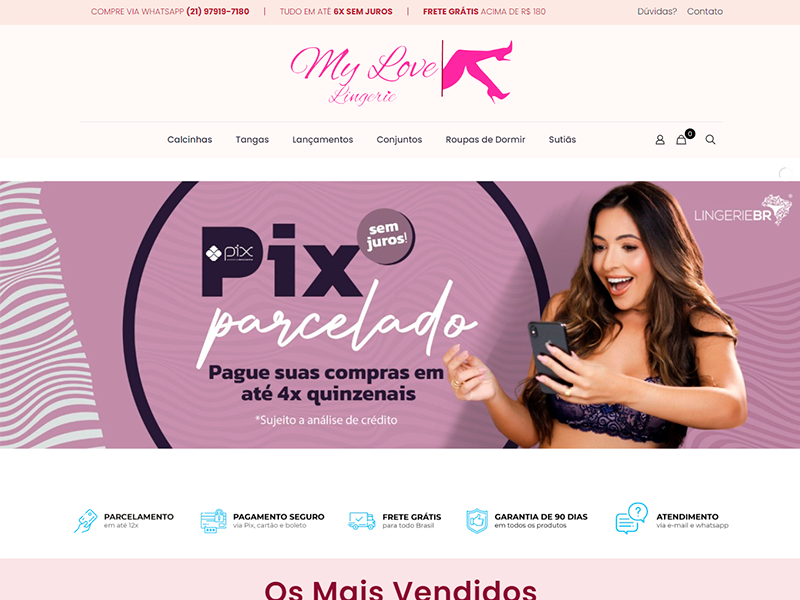 COMPRE VIA WHATSAPP (21) 97919-7180 | TUDO EM ATÉ 6X SEM JUROS | FRETE GRÁTIS ACIMA DE R$ 180
Dúvidas? Contato
My Love
Lingerie
Calcinhas Tangas Lançamentos Conjuntos Roupas de Dormir Sutiãs
0
LINGERIEBR
pix
sem
juros!
Pix
parcelado
Pague suas compras em
até 4x quinzenais
*Sujeito a análise de crédito
PARCELAMENTO
em até 12x
PAGAMENTO SEGURO
via Pix, cartão e boleto
FRETE GRÁTIS
para todo Brasil
GARANTIA DE 90 DIAS
em todos os produtos
ATENDIMENTO
via e-mail e whatsapp
Os Mais Vendidos